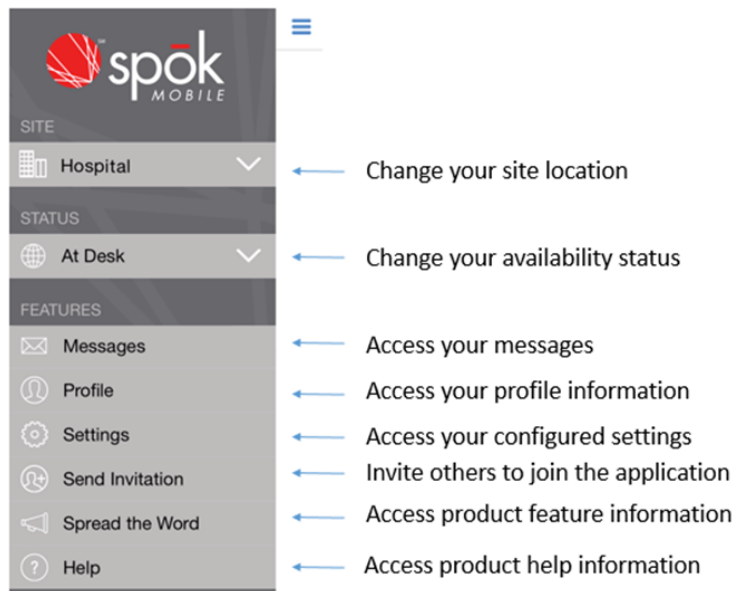 spōk
MOBILE
SITE
Hospital
Change your site location
STATUS
At Desk
Change your availability status
FEATURES
Messages
Access your messages
Profile
Access your profile information
Settings
Access your configured settings
Send Invitation
Invite others to join the application
Spread the Word
Access product feature information
Help
Access product help information